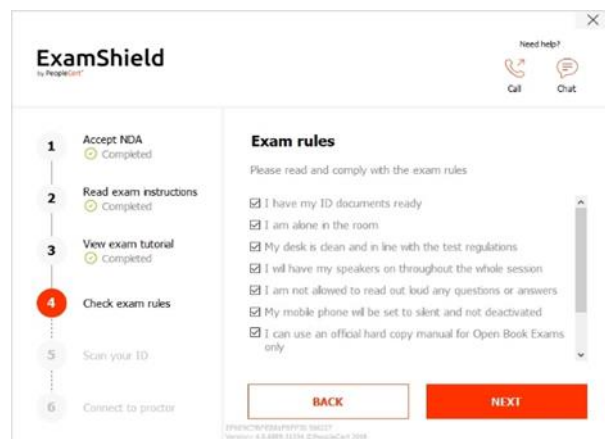 ExamShield
by PeopleCert
Need help?
Call
Chat
1
Accept NDA
Completed
2
Read exam instructions
Completed
3
View exam tutorial
Completed
4
Check exam rules
5
Scan your ID
6
Connect to proctor
Exam rules
Please read and comply with the exam rules
I have my ID documents ready
I am alone in the room
My desk is clean and in line with the test regulations
I will have my speakers on throughout the whole session
I am not allowed to read out loud any questions or answers
My mobile phone will be set to silent and not deactivated
I can use an official hard copy manual for Open Book Exams
only
BACK
NEXT